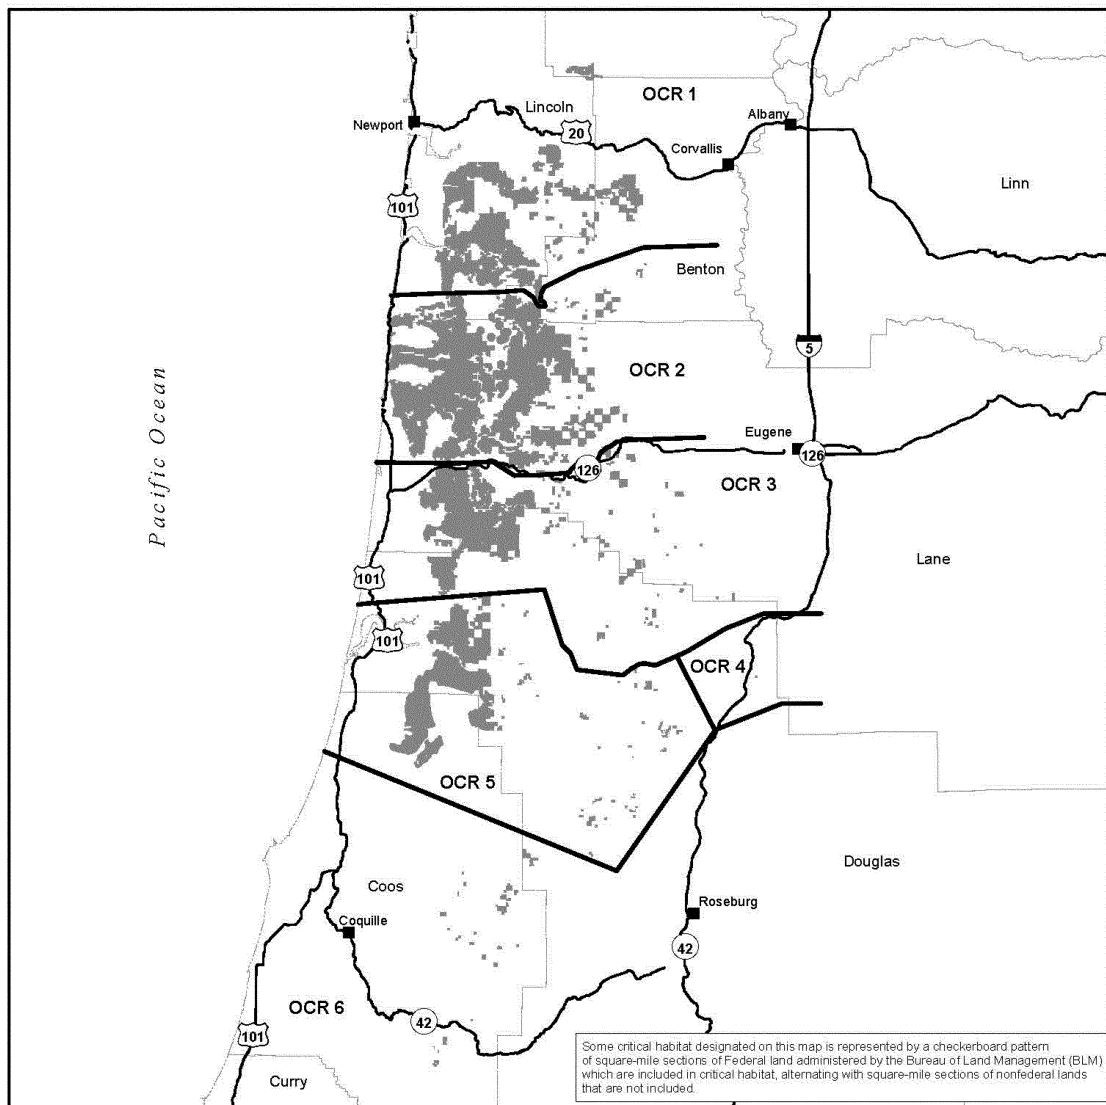 OCR 1
Lincoln
Newport
20
Albany
Corvallis
Linn
101
Benton
5
OCR 2
Pacific Ocean
Eugene
126
126
OCR 3
Lane
101
101
OCR 4
OCR 5
Douglas
Coos
Roseburg
Coquille
42
OCR 6
42
101
Curry
Some critical habitat designated on this map is represented by a checkerboard pattern
of square-mile sections of Federal land administered by the Bureau of Land Management (BLM)
which are included in critical habitat, alternating with square-mile sections of nonfederal lands
that are not included.